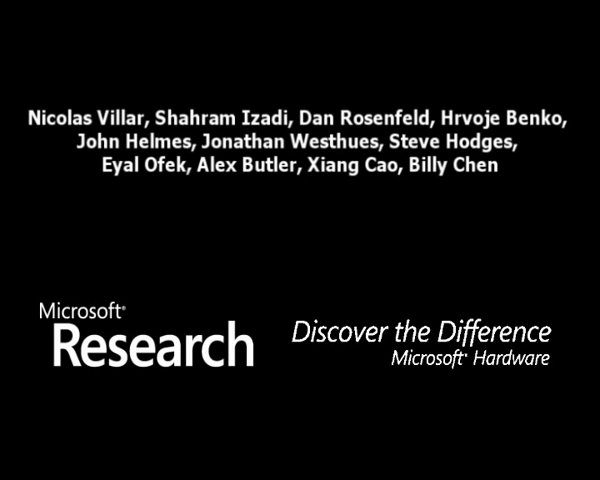 Nicolas Villar, Shahram Izadi, Dan Rosenfeld, Hrvoje Benko,
John Helmes, Jonathan Westhues, Steve Hodges,
Eyal Ofek, Alex Butler, Xiang Cao, Billy Chen
Microsoft®
Research
Discover the Difference
Microsoft® Hardware